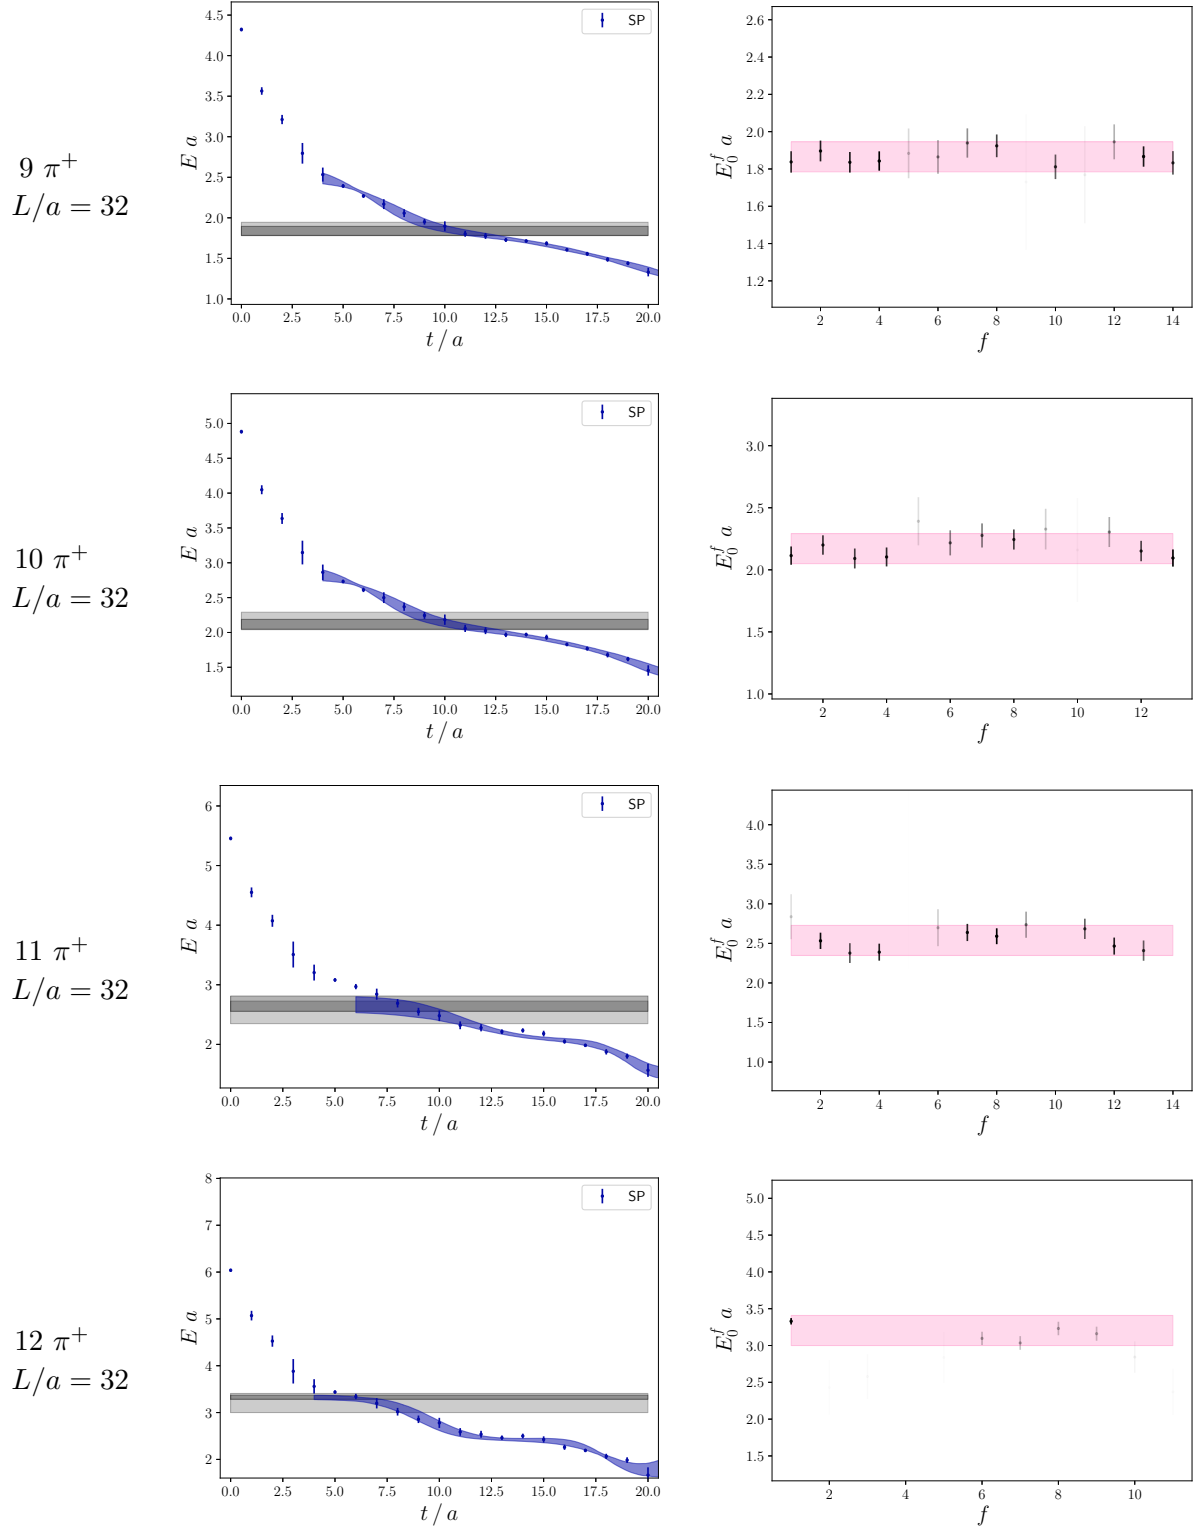 9 π⁺
L/a = 32
4.5
4.0
3.5
3.0
2.5
2.0
1.5
1.0
E a
SP
0.0 2.5 5.0 7.5 10.0 12.5 15.0 17.5 20.0
t / a
2.6
2.4
2.2
2.0
1.8
1.6
1.4
1.2
E₀ᶠ a
2 4 6 8 10 12 14
f
10 π⁺
L/a = 32
5.0
4.5
4.0
3.5
3.0
2.5
2.0
1.5
E a
SP
0.0 2.5 5.0 7.5 10.0 12.5 15.0 17.5 20.0
t / a
3.0
2.5
2.0
1.5
1.0
E₀ᶠ a
2 4 6 8 10 12
f
11 π⁺
L/a = 32
6
5
4
3
2
E a
SP
0.0 2.5 5.0 7.5 10.0 12.5 15.0 17.5 20.0
t / a
4.0
3.5
3.0
2.5
2.0
1.5
1.0
E₀ᶠ a
2 4 6 8 10 12 14
f
12 π⁺
L/a = 32
8
7
6
5
4
3
2
E a
SP
0.0 2.5 5.0 7.5 10.0 12.5 15.0 17.5 20.0
t / a
5.0
4.5
4.0
3.5
3.0
2.5
2.0
1.5
E₀ᶠ a
2 4 6 8 10
f